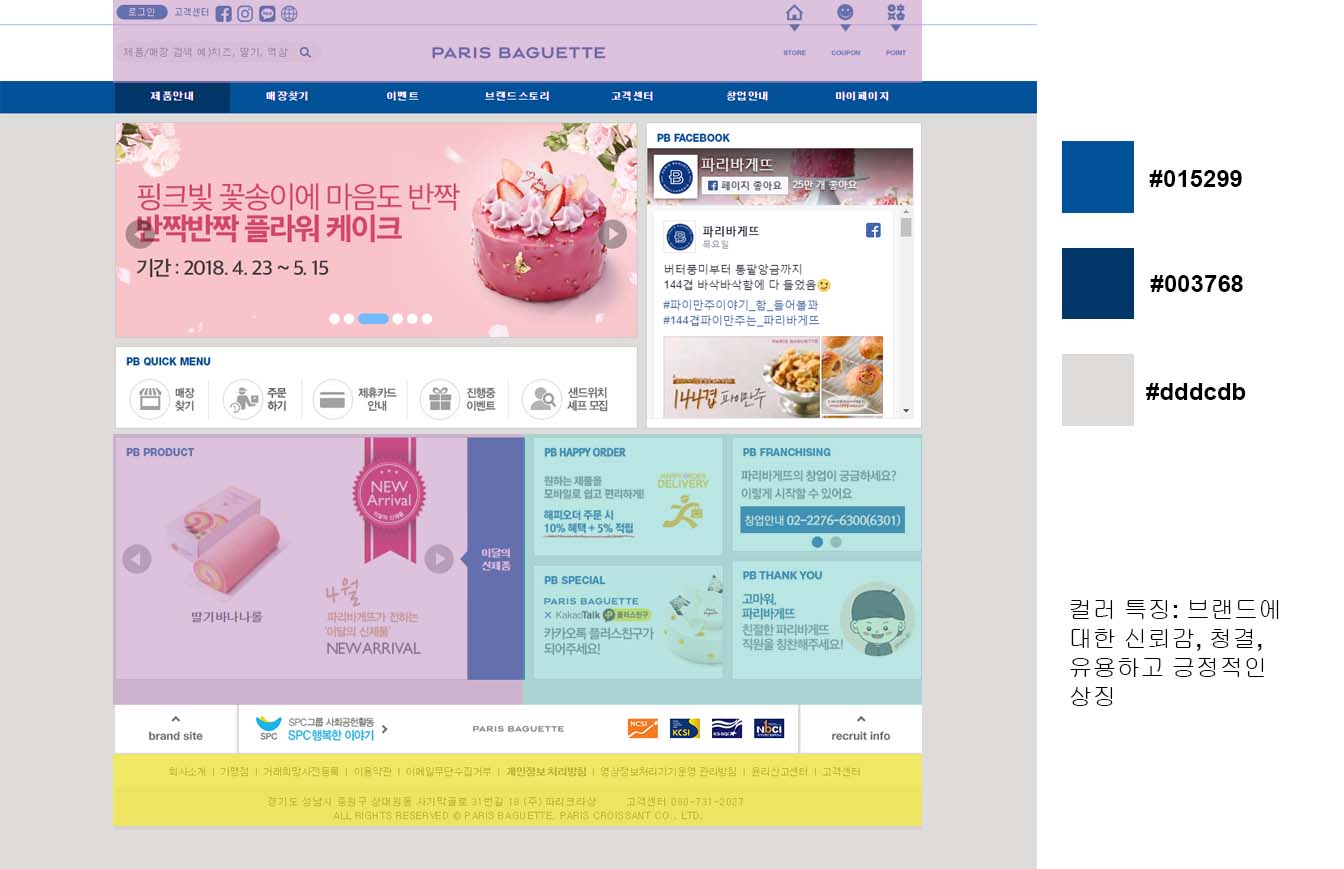 로그인 고객센터
제품/매장 검색 예)치즈, 딸기, 역삼
PARIS BAGUETTE
STORE COUPON POINT
제품안내 매장찾기 이벤트 브랜드스토리 고객센터 창업안내 마이페이지
핑크빛 꽃송이에 마음도 반짝
반짝반짝 플라워 케이크
기간 : 2018. 4. 23 ~ 5. 15
PB FACEBOOK
파리바게뜨
페이지 좋아요 25만 개 좋아요
파리바게뜨
목요일
버터풍미부터 통팥앙금까지
144겹 바삭바삭함에 다 들었음
#파이만주이야기_함_들어볼꽈
#144겹파이만주는_파리바게뜨
PARIS BAGUETTE
144겹 파이만주
PB QUICK MENU
매장
찾기
주문
하기
제휴카드
안내
진행중
이벤트
샌드위치
셰프 모집
PB PRODUCT
NEW
Arrival
이달의 신제품
딸기바나나롤
4월
파리바게뜨가 전하는
'이달의 신제품'
NEW ARRIVAL
이달의
신제품
PB HAPPY ORDER
원하는 제품을
모바일로 쉽고 편리하게!
해피오더 주문 시
10% 혜택 + 5% 적립
HAPPY ORDER
DELIVERY
PB FRANCHISING
파리바게뜨의 창업이 궁금하세요?
이렇게 시작할 수 있어요
창업안내 02-2276-6300(6301)
PB SPECIAL
PARIS BAGUETTE
× KakaoTalk 플러스친구
카카오톡 플러스친구가
되어주세요!
PB THANK YOU
고마워,
파리바게뜨
친절한 파리바게뜨
직원을 칭찬해주세요!
brand site
SPC
SPC그룹 사회공헌활동
SPC행복한 이야기
PARIS BAGUETTE
NCSI KCSI KS-SQI NbCI
recruit info
회사소개 | 가맹점 | 거래희망사전등록 | 이용약관 | 이메일무단수집거부 | 개인정보 처리방침 | 영상정보처리기기운영 관리방침 | 윤리신고센터 | 고객센터
경기도 성남시 중원구 상대원동 사기막골로 31번길 18 (주) 파리크라상 고객센터 080-731-2027
ALL RIGHTS RESERVED © PARIS BAGUETTE, PARIS CROISSANT CO., LTD.
#015299
#003768
#dddcdb
컬러 특징: 브랜드에
대한 신뢰감, 청결,
유용하고 긍정적인
상징